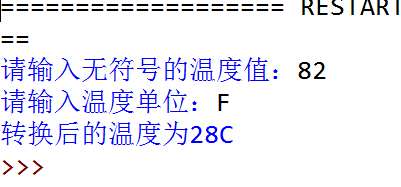 =================== RESTART
==
请输入无符号的温度值：82
请输入温度单位：F
转换后的温度为28C
>>>